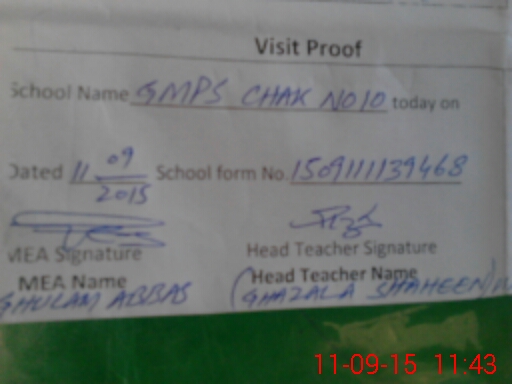 Visit Proof
School Name GMPS CHAK NO 10 today on
Dated 11 09 2015 School form No. 1509111139468
MEA Signature Head Teacher Signature
MEA Name Head Teacher Name
GHULAM ABBAS (GHAZALA SHAHEEN)
11-09-15 11:43